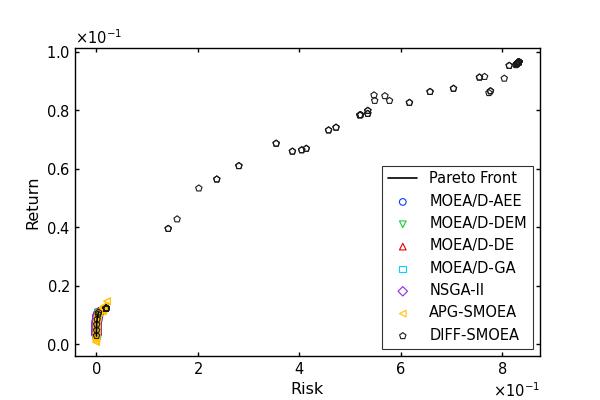 ×10⁻¹
1.0
0.8
0.6
0.4
0.2
0.0
Return
0
2
4
6
8
Risk
×10⁻¹
Pareto Front
MOEA/D-AEE
MOEA/D-DEM
MOEA/D-DE
MOEA/D-GA
NSGA-II
APG-SMOEA
DIFF-SMOEA